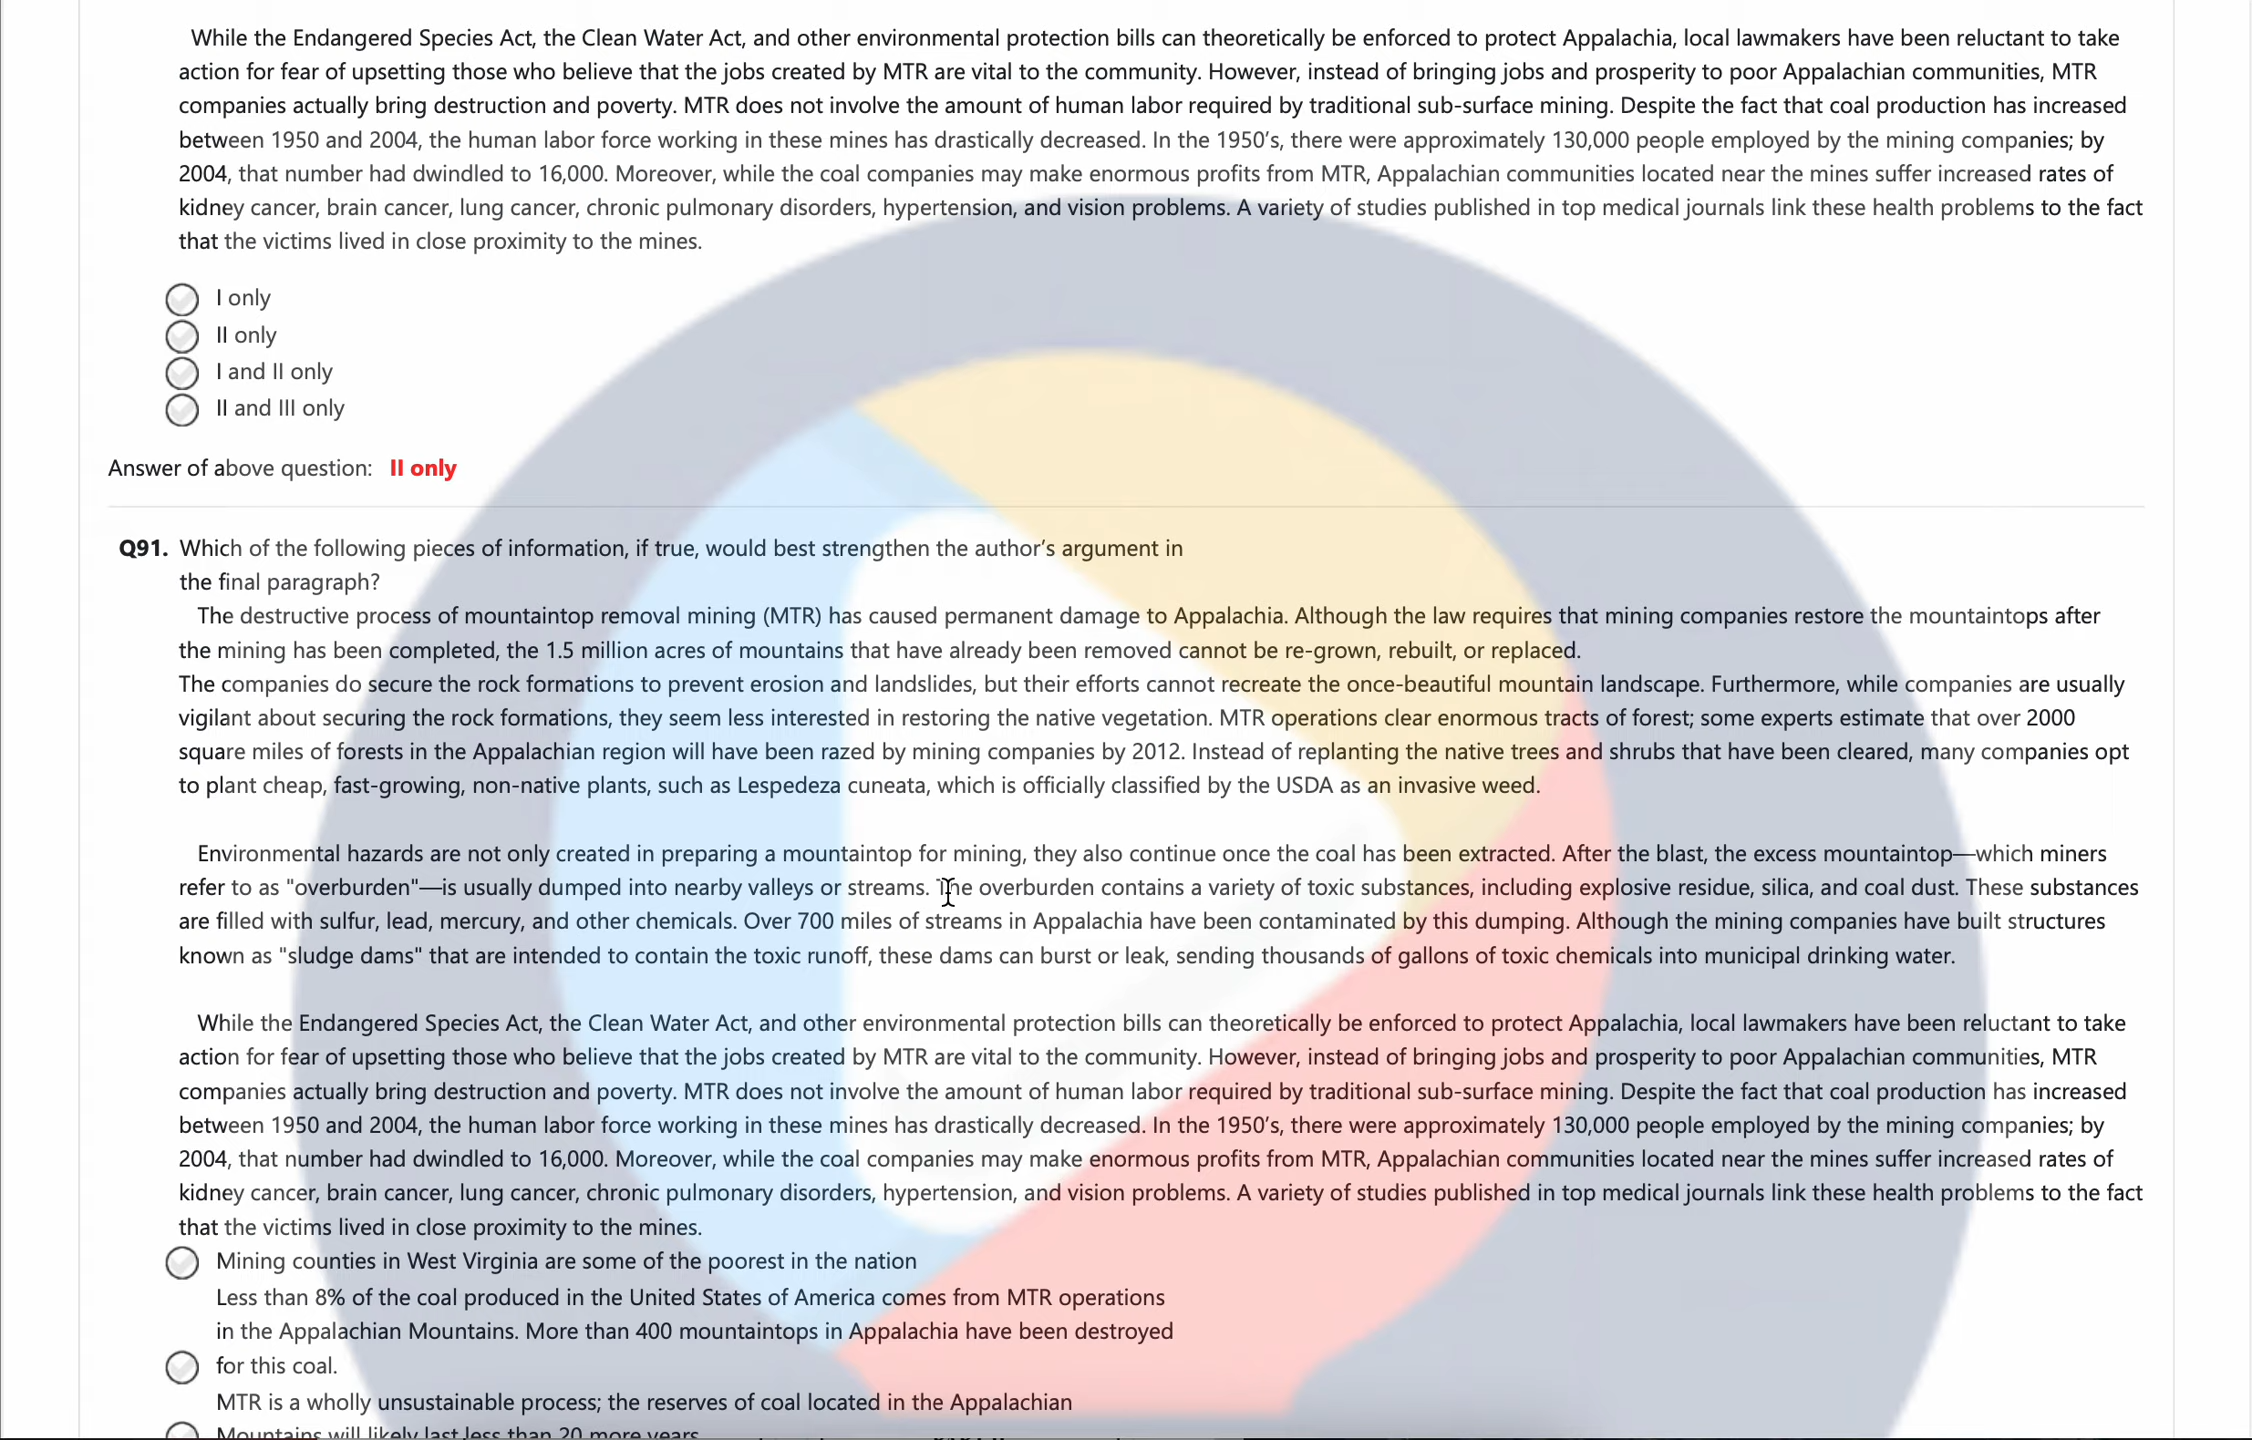 While the Endangered Species Act, the Clean Water Act, and other environmental protection bills can theoretically be enforced to protect Appalachia, local lawmakers have been reluctant to take
action for fear of upsetting those who believe that the jobs created by MTR are vital to the community. However, instead of bringing jobs and prosperity to poor Appalachian communities, MTR
companies actually bring destruction and poverty. MTR does not involve the amount of human labor required by traditional sub-surface mining. Despite the fact that coal production has increased
between 1950 and 2004, the human labor force working in these mines has drastically decreased. In the 1950's, there were approximately 130,000 people employed by the mining companies; by
2004, that number had dwindled to 16,000. Moreover, while the coal companies may make enormous profits from MTR, Appalachian communities located near the mines suffer increased rates of
kidney cancer, brain cancer, lung cancer, chronic pulmonary disorders, hypertension, and vision problems. A variety of studies published in top medical journals link these health problems to the fact
that the victims lived in close proximity to the mines.
I only
II only
I and II only
II and III only
Answer of above question: II only
Q91. Which of the following pieces of information, if true, would best strengthen the author's argument in
the final paragraph?
The destructive process of mountaintop removal mining (MTR) has caused permanent damage to Appalachia. Although the law requires that mining companies restore the mountaintops after
the mining has been completed, the 1.5 million acres of mountains that have already been removed cannot be re-grown, rebuilt, or replaced.
The companies do secure the rock formations to prevent erosion and landslides, but their efforts cannot recreate the once-beautiful mountain landscape. Furthermore, while companies are usually
vigilant about securing the rock formations, they seem less interested in restoring the native vegetation. MTR operations clear enormous tracts of forest; some experts estimate that over 2000
square miles of forests in the Appalachian region will have been razed by mining companies by 2012. Instead of replanting the native trees and shrubs that have been cleared, many companies opt
to plant cheap, fast-growing, non-native plants, such as Lespedeza cuneata, which is officially classified by the USDA as an invasive weed.
Environmental hazards are not only created in preparing a mountaintop for mining, they also continue once the coal has been extracted. After the blast, the excess mountaintop—which miners
refer to as "overburden"—is usually dumped into nearby valleys or streams. The overburden contains a variety of toxic substances, including explosive residue, silica, and coal dust. These substances
are filled with sulfur, lead, mercury, and other chemicals. Over 700 miles of streams in Appalachia have been contaminated by this dumping. Although the mining companies have built structures
known as "sludge dams" that are intended to contain the toxic runoff, these dams can burst or leak, sending thousands of gallons of toxic chemicals into municipal drinking water.
While the Endangered Species Act, the Clean Water Act, and other environmental protection bills can theoretically be enforced to protect Appalachia, local lawmakers have been reluctant to take
action for fear of upsetting those who believe that the jobs created by MTR are vital to the community. However, instead of bringing jobs and prosperity to poor Appalachian communities, MTR
companies actually bring destruction and poverty. MTR does not involve the amount of human labor required by traditional sub-surface mining. Despite the fact that coal production has increased
between 1950 and 2004, the human labor force working in these mines has drastically decreased. In the 1950's, there were approximately 130,000 people employed by the mining companies; by
2004, that number had dwindled to 16,000. Moreover, while the coal companies may make enormous profits from MTR, Appalachian communities located near the mines suffer increased rates of
kidney cancer, brain cancer, lung cancer, chronic pulmonary disorders, hypertension, and vision problems. A variety of studies published in top medical journals link these health problems to the fact
that the victims lived in close proximity to the mines.
Mining counties in West Virginia are some of the poorest in the nation
Less than 8% of the coal produced in the United States of America comes from MTR operations
in the Appalachian Mountains. More than 400 mountaintops in Appalachia have been destroyed
for this coal.
MTR is a wholly unsustainable process; the reserves of coal located in the Appalachian
Mountains will likely last less than 20 more years